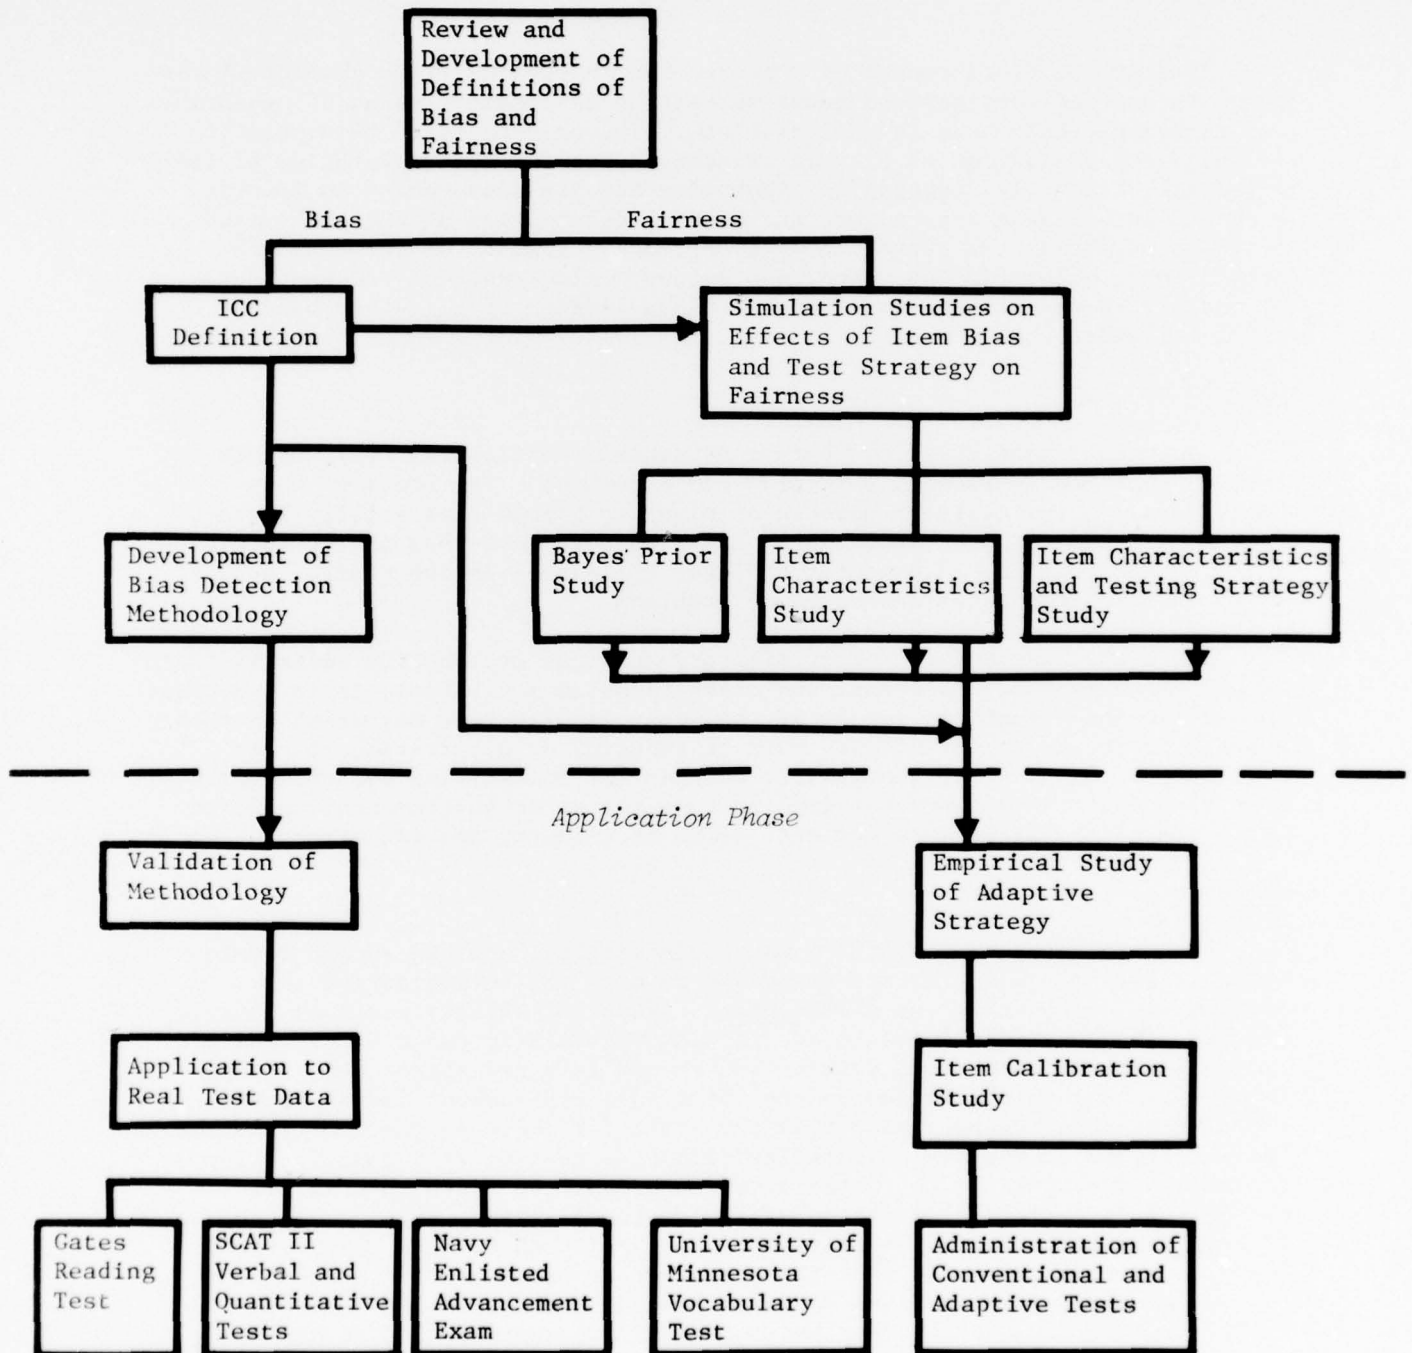 Review and
Development of
Definitions of
Bias and
Fairness
Bias
Fairness
ICC
Definition
Simulation Studies on
Effects of Item Bias
and Test Strategy on
Fairness
Development of
Bias Detection
Methodology
Bayes' Prior
Study
Item
Characteristics
Study
Item Characteristics
and Testing Strategy
Study
Application Phase
Validation of
Methodology
Empirical Study
of Adaptive
Strategy
Application to
Real Test Data
Item Calibration
Study
Gates
Reading
Test
SCAT II
Verbal and
Quantitative
Tests
Navy
Enlisted
Advancement
Exam
University of
Minnesota
Vocabulary
Test
Administration of
Conventional and
Adaptive Tests